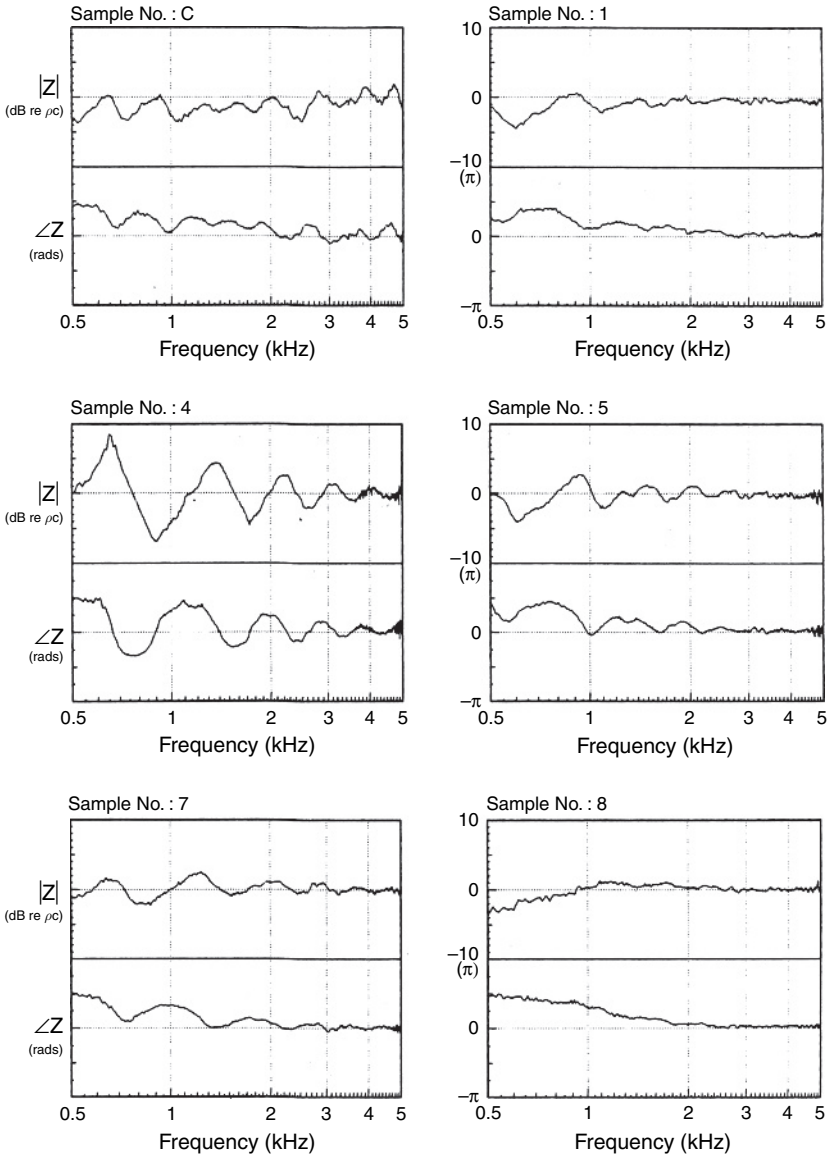 Sample No. : C
|Z|
(dB re ρc)
∠Z
(rads)
0.5 1 2 3 4 5
Frequency (kHz)
Sample No. : 1
10
0
−10
(π)
0
−π
0.5 1 2 3 4 5
Frequency (kHz)
Sample No. : 4
|Z|
(dB re ρc)
∠Z
(rads)
0.5 1 2 3 4 5
Frequency (kHz)
Sample No. : 5
10
0
−10
(π)
0
−π
0.5 1 2 3 4 5
Frequency (kHz)
Sample No. : 7
|Z|
(dB re ρc)
∠Z
(rads)
0.5 1 2 3 4 5
Frequency (kHz)
Sample No. : 8
10
0
−10
(π)
0
−π
0.5 1 2 3 4 5
Frequency (kHz)